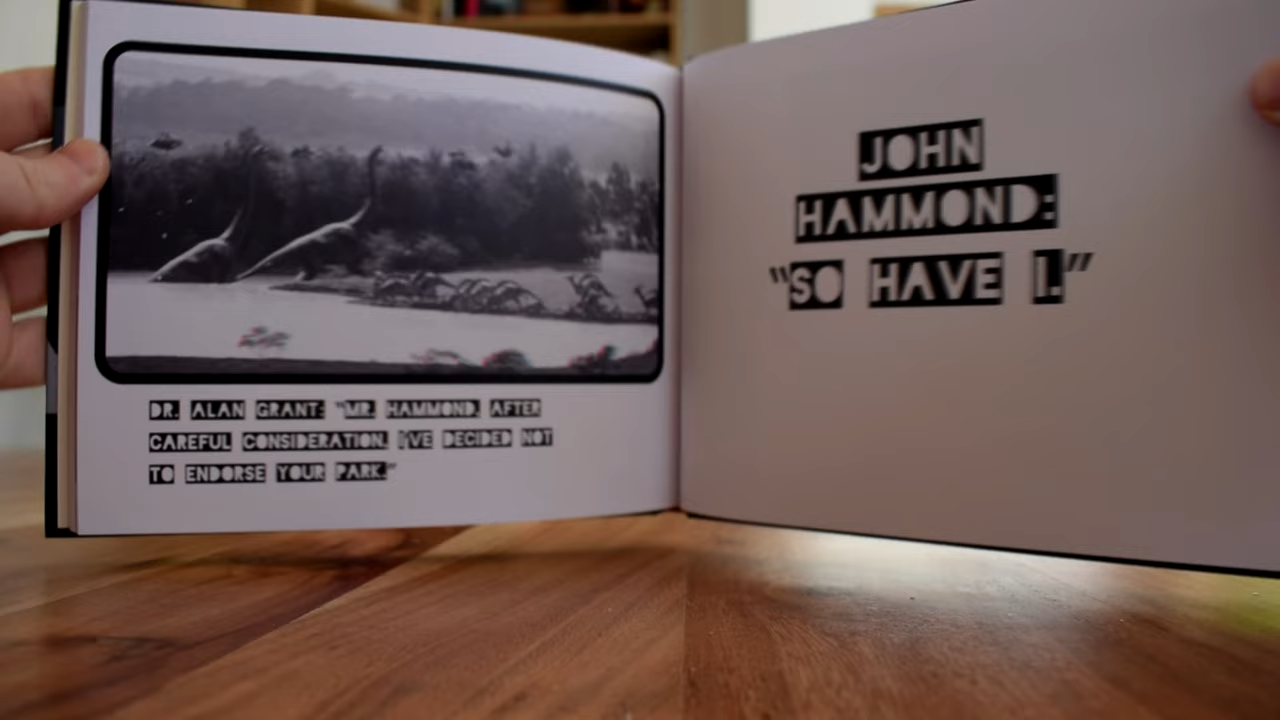 DR. ALAN GRANT: "MR. HAMMOND, AFTER
CAREFUL CONSIDERATION, I'VE DECIDED NOT
TO ENDORSE YOUR PARK."
JOHN
HAMMOND:
"SO HAVE I."